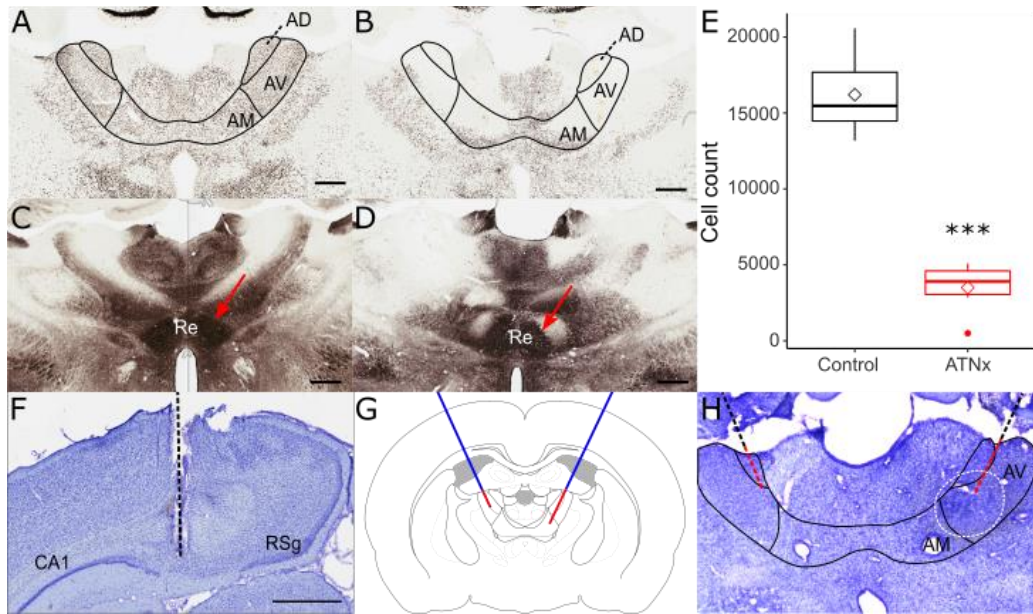 A
AD
AV
AM
B
AD
AV
AM
C
Re
D
Re
E
Cell count
20000
15000
10000
5000
0
***
Control
ATNx
F
CA1
RSg
G
H
AV
AM